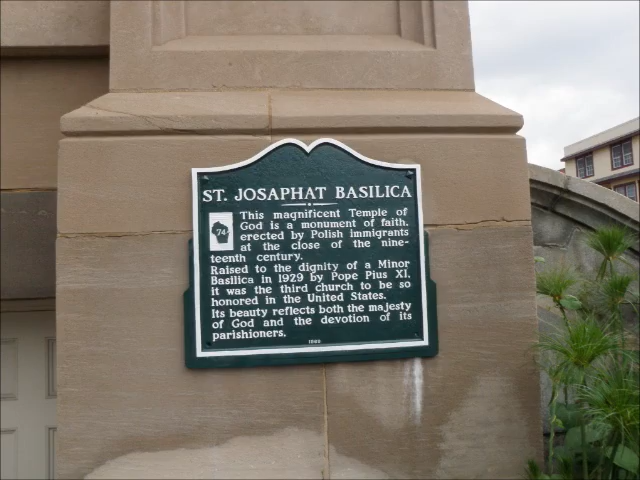 ST. JOSAPHAT BASILICA
74
This magnificent Temple of
God is a monument of faith,
erected by Polish immigrants
at the close of the nine-
teenth century.
Raised to the dignity of a Minor
Basilica in 1929 by Pope Pius XI,
it was the third church to be so
honored in the United States.
Its beauty reflects both the majesty
of God and the devotion of its
parishioners.